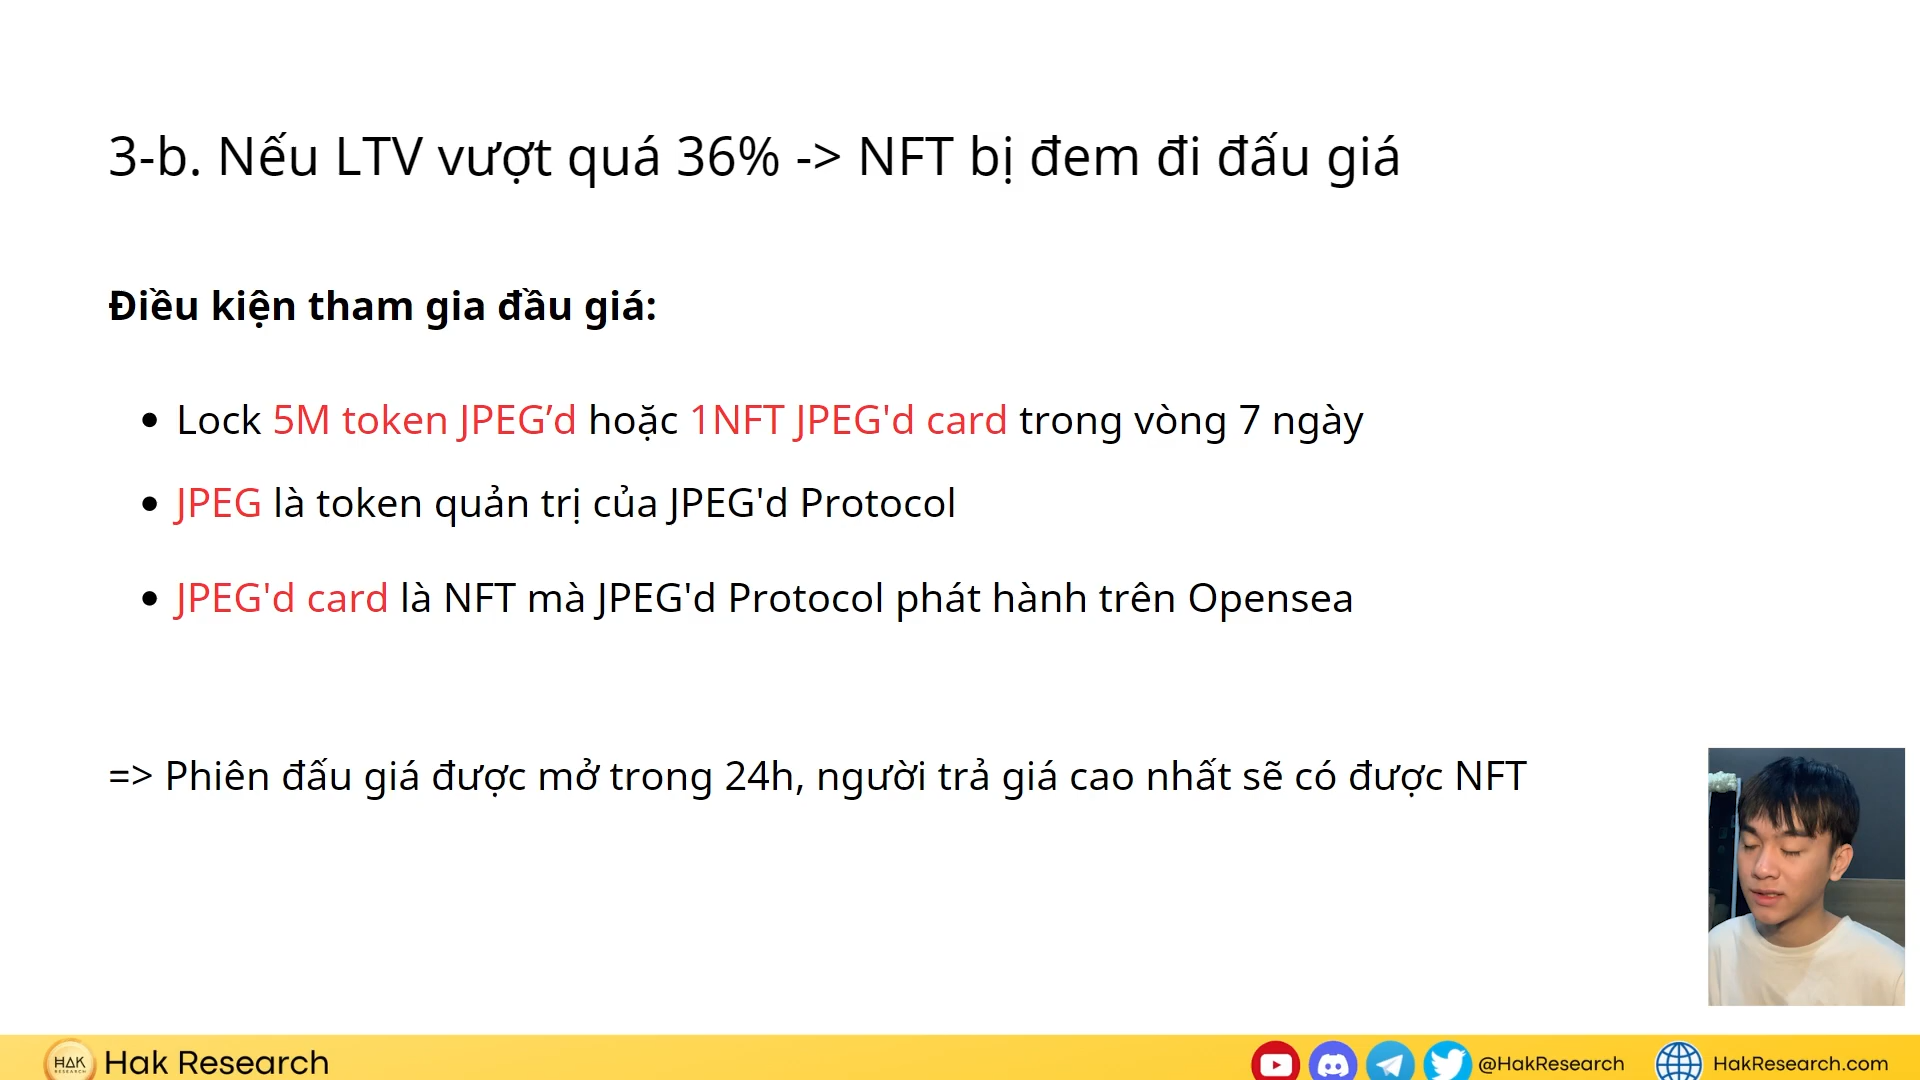 3-b. Nếu LTV vượt quá 36% -> NFT bị đem đi đấu giá
Điều kiện tham gia đầu giá:
• Lock 5M token JPEG’d hoặc 1NFT JPEG'd card trong vòng 7 ngày
• JPEG là token quản trị của JPEG'd Protocol
• JPEG'd card là NFT mà JPEG'd Protocol phát hành trên Opensea
=> Phiên đấu giá được mở trong 24h, người trả giá cao nhất sẽ có được NFT
HAK RESEARCH Hak Research @HakResearch HakResearch.com